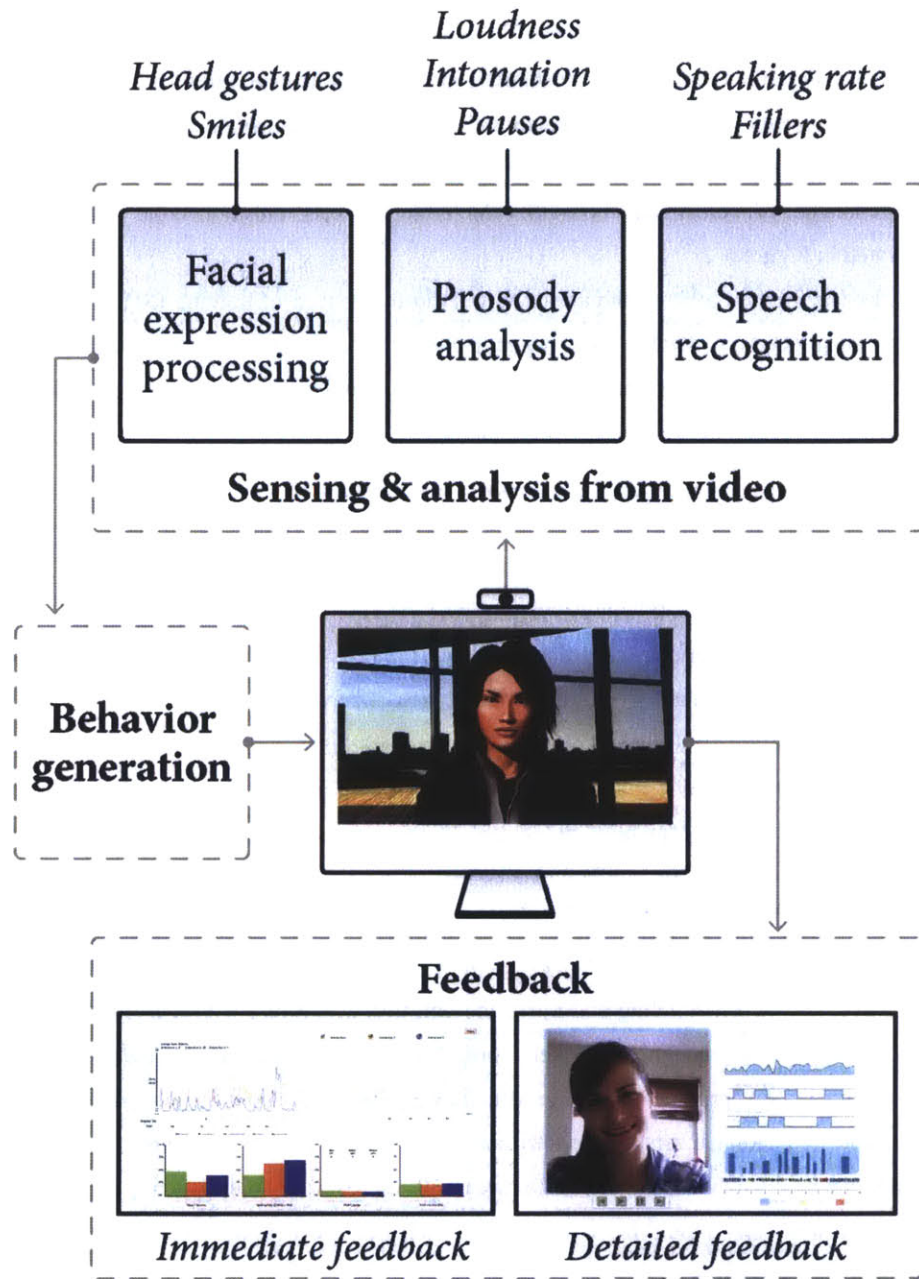 Head gestures
Smiles
Loudness
Intonation
Pauses
Speaking rate
Fillers
Facial
expression
processing
Prosody
analysis
Speech
recognition
Sensing & analysis from video
Behavior
generation
Feedback
Immediate feedback
Detailed feedback